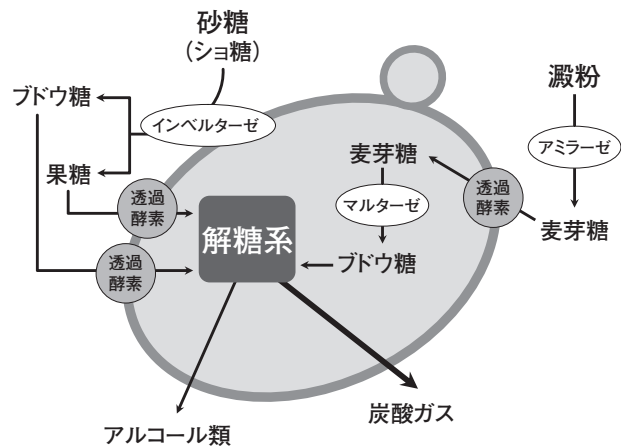 砂糖
（ショ糖）
ブドウ糖
インベルターゼ
果糖
透過
酵素
透過
酵素
解糖系
麦芽糖
マルターゼ
ブドウ糖
透過
酵素
澱粉
アミラーゼ
麦芽糖
アルコール類
炭酸ガス